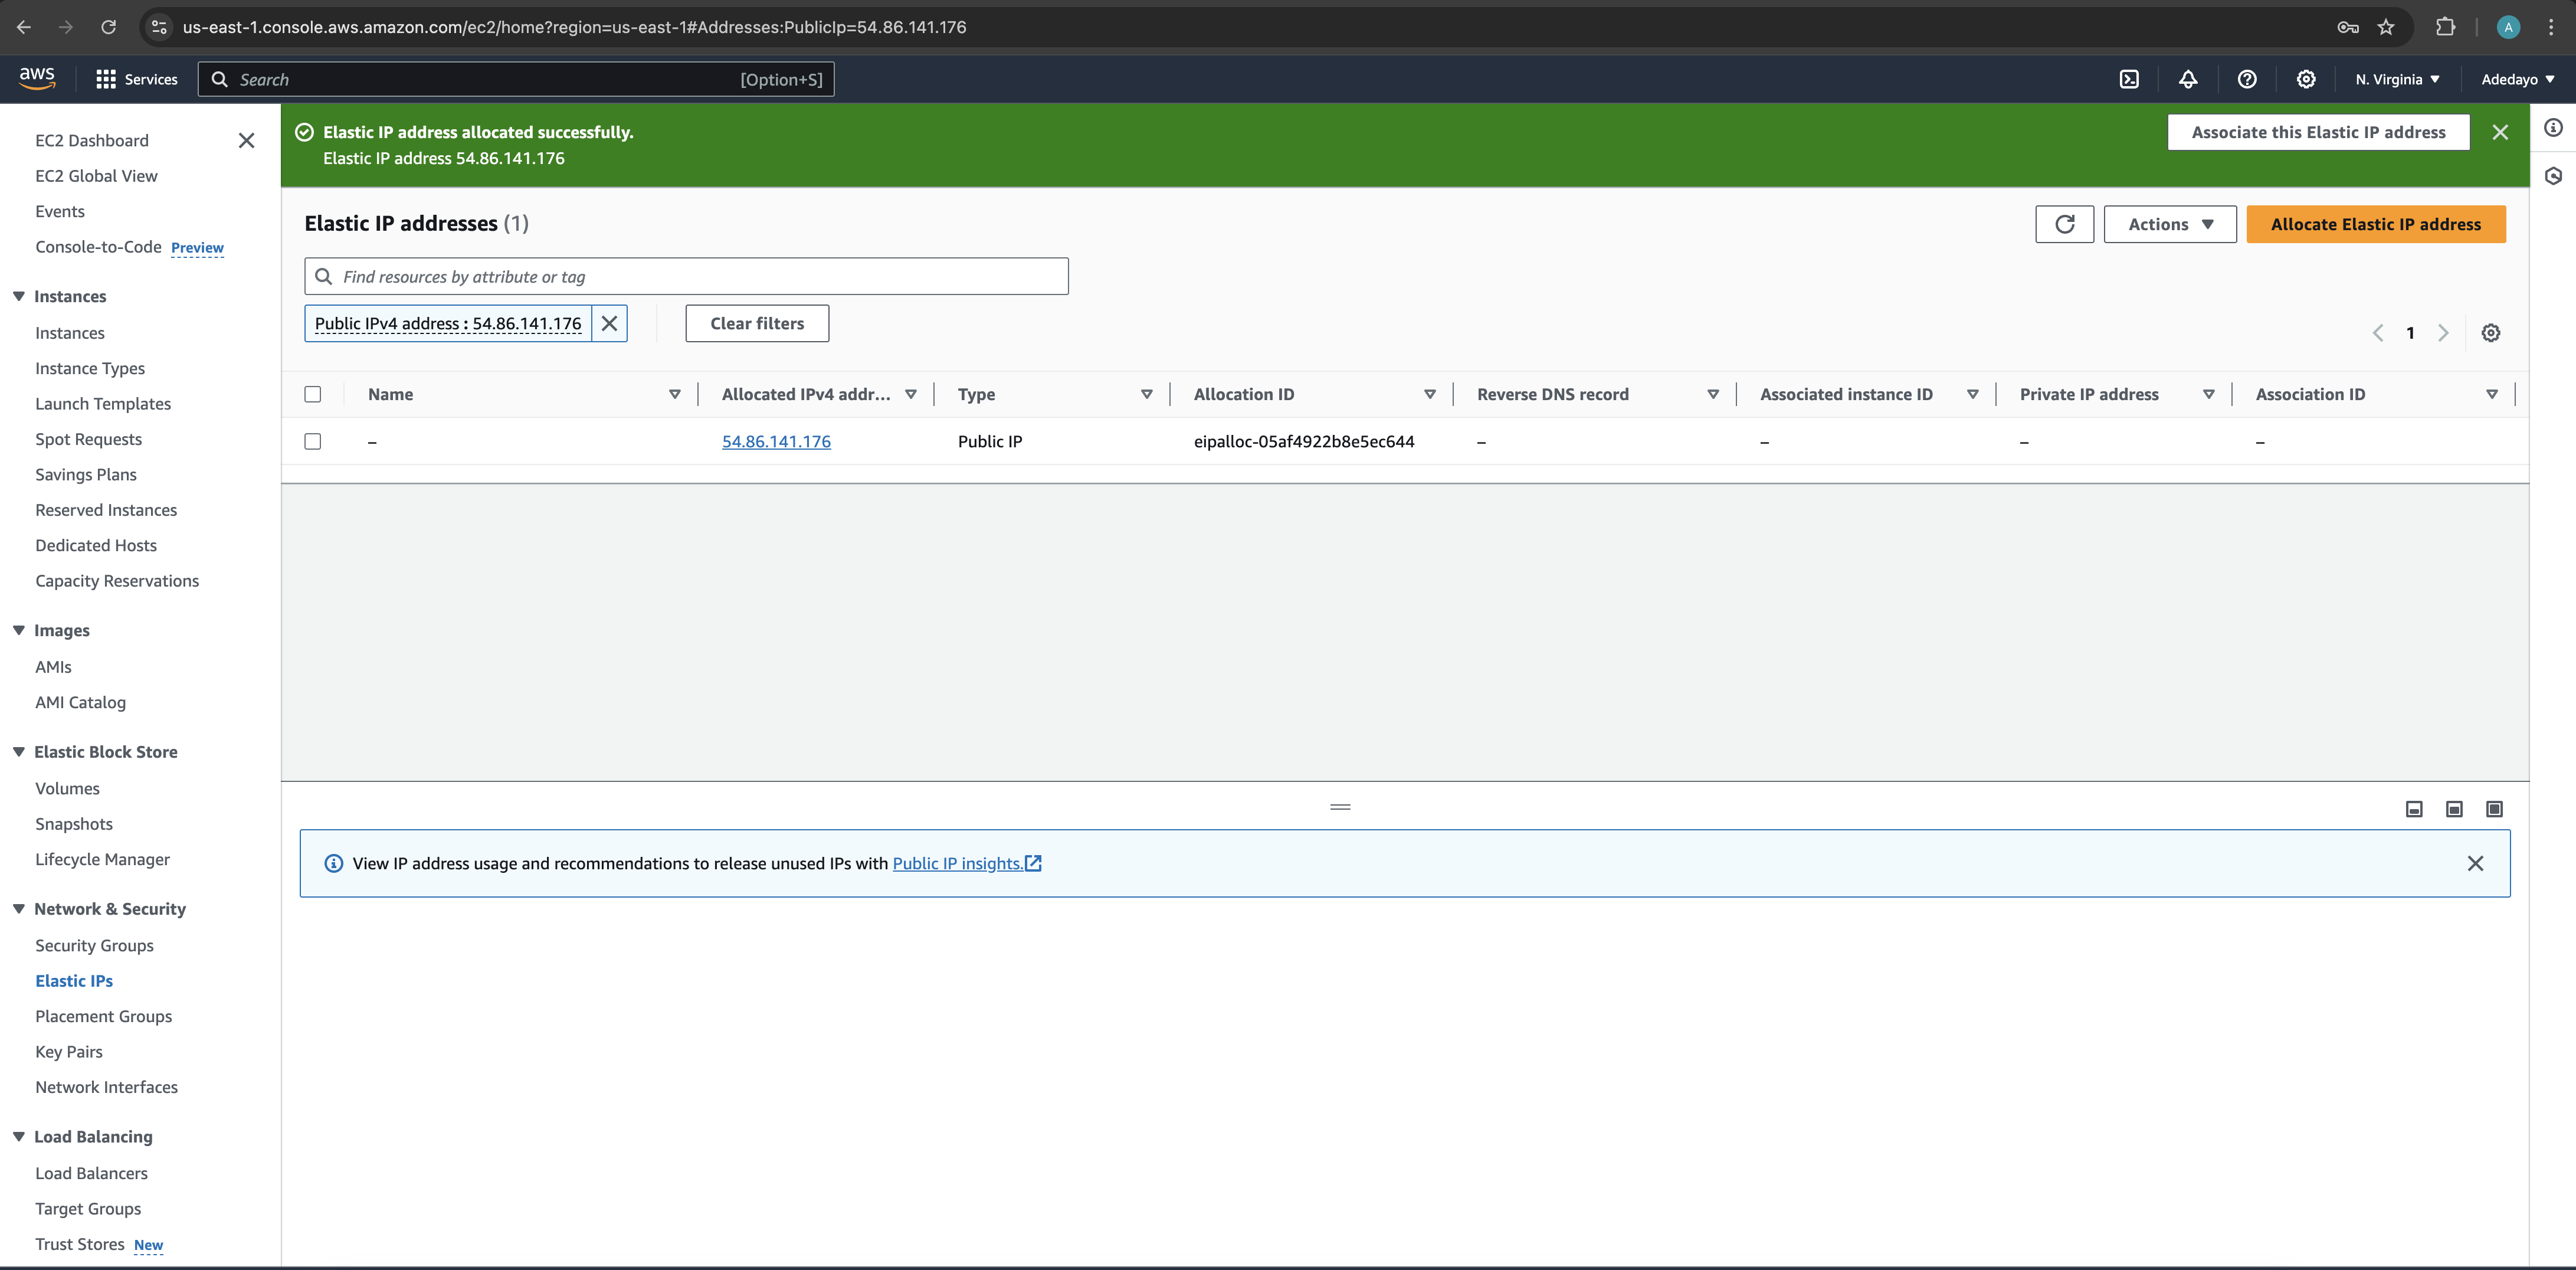 us-east-1.console.aws.amazon.com/ec2/home?region=us-east-1#Addresses:PublicIp=54.86.141.176
A
aws
Services
Search
[Option+S]
N. Virginia
Adedayo
EC2 Dashboard
EC2 Global View
Events
Console-to-Code Preview
Instances
Instances
Instance Types
Launch Templates
Spot Requests
Savings Plans
Reserved Instances
Dedicated Hosts
Capacity Reservations
Images
AMIs
AMI Catalog
Elastic Block Store
Volumes
Snapshots
Lifecycle Manager
Network & Security
Security Groups
Elastic IPs
Placement Groups
Key Pairs
Network Interfaces
Load Balancing
Load Balancers
Target Groups
Trust Stores New
Elastic IP address allocated successfully.
Elastic IP address 54.86.141.176
Associate this Elastic IP address
Elastic IP addresses (1)
Actions
Allocate Elastic IP address
Find resources by attribute or tag
Public IPv4 address : 54.86.141.176
Clear filters
1
Name Allocated IPv4 addr... Type Allocation ID Reverse DNS record Associated instance ID Private IP address Association ID
– 54.86.141.176 Public IP eipalloc-05af4922b8e5ec644 – – – –
View IP address usage and recommendations to release unused IPs with Public IP insights.